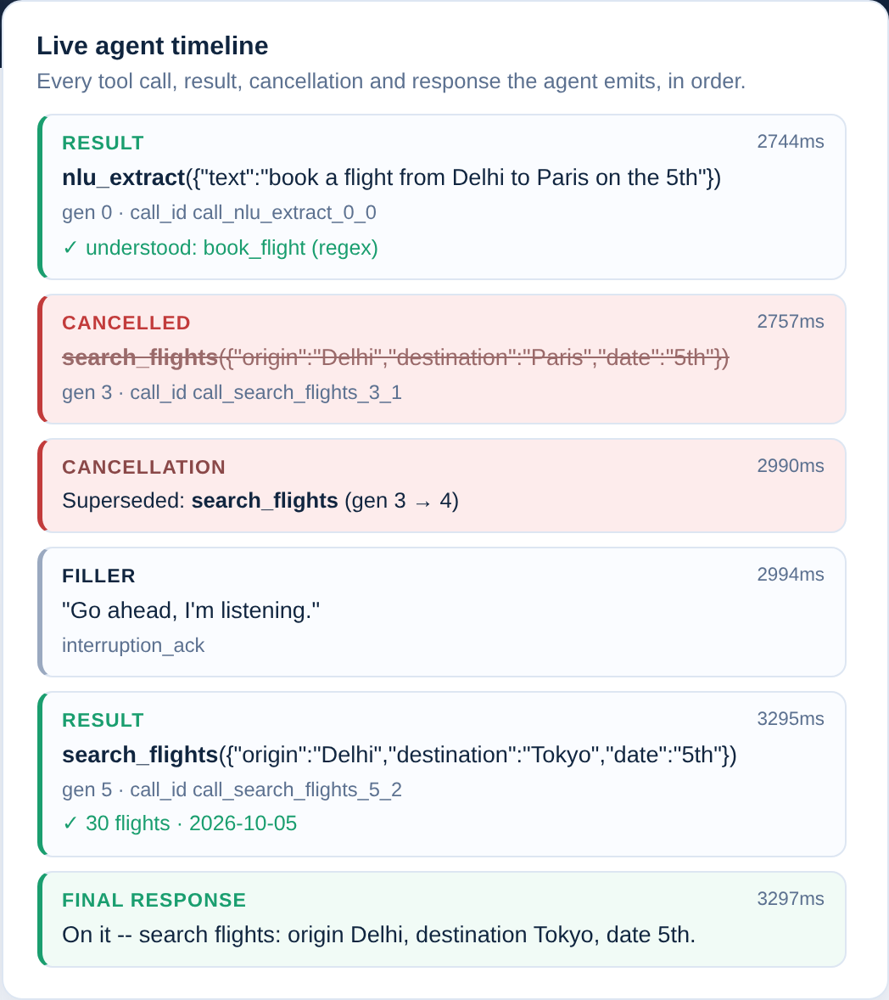 Live agent timeline
Every tool call, result, cancellation and response the agent emits, in order.
RESULT 2744ms
nlu_extract({"text":"book a flight from Delhi to Paris on the 5th"})
gen 0 · call_id call_nlu_extract_0_0
✓ understood: book_flight (regex)
CANCELLED 2757ms
search_flights({"origin":"Delhi","destination":"Paris","date":"5th"})
gen 3 · call_id call_search_flights_3_1
CANCELLATION 2990ms
Superseded: search_flights (gen 3 → 4)
FILLER 2994ms
"Go ahead, I'm listening."
interruption_ack
RESULT 3295ms
search_flights({"origin":"Delhi","destination":"Tokyo","date":"5th"})
gen 5 · call_id call_search_flights_5_2
✓ 30 flights · 2026-10-05
FINAL RESPONSE 3297ms
On it -- search flights: origin Delhi, destination Tokyo, date 5th.